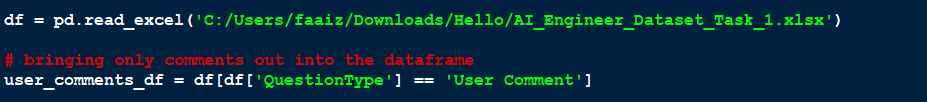 df = pd.read_excel('C:/Users/faaiz/Downloads/Hello/AI_Engineer_Dataset_Task_1.xlsx')
# bringing only comments out into the dataframe
user_comments_df = df[df['QuestionType'] == 'User Comment']